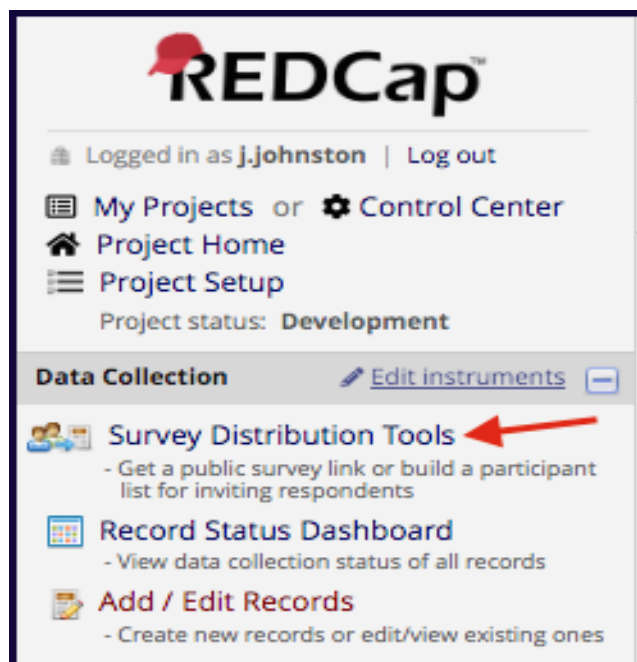 REDCap™
Logged in as j.johnston | Log out
My Projects or Control Center
Project Home
Project Setup
Project status: Development
Data Collection Edit instruments
Survey Distribution Tools
- Get a public survey link or build a participant
list for inviting respondents
Record Status Dashboard
- View data collection status of all records
Add / Edit Records
- Create new records or edit/view existing ones